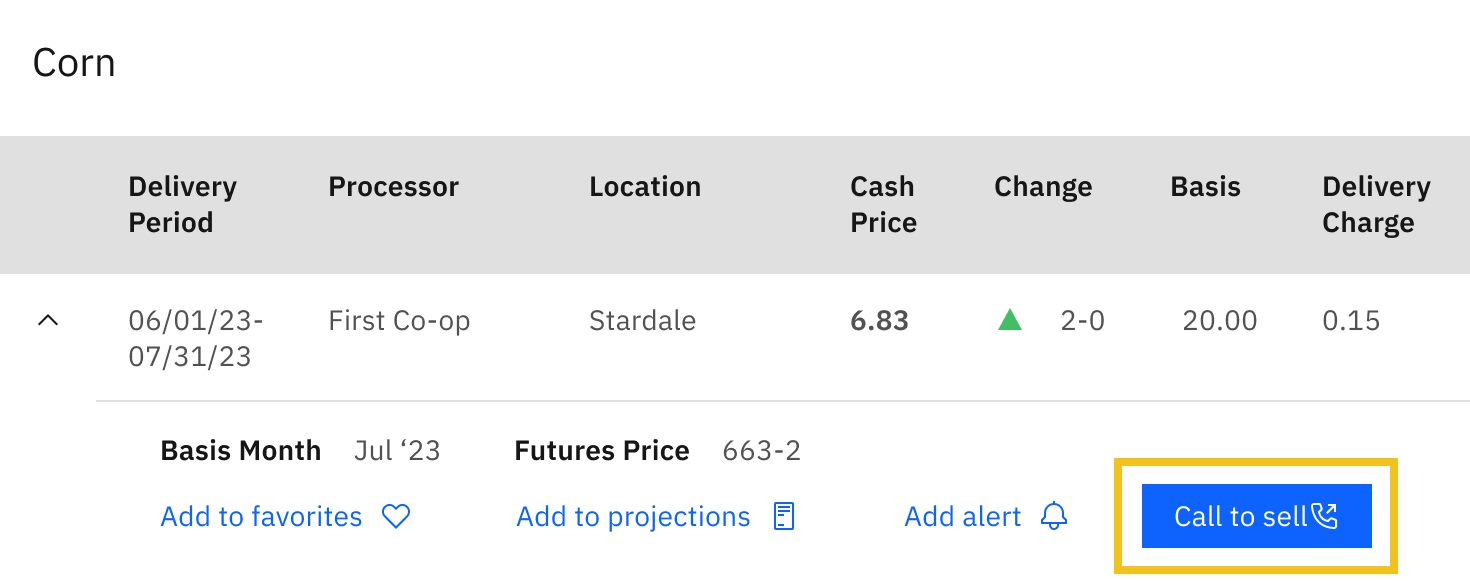 Corn
Delivery Period Processor Location Cash Price Change Basis Delivery Charge
06/01/23-07/31/23 First Co-op Stardale 6.83 2-0 20.00 0.15
Basis Month Jul ‘23 Futures Price 663-2
Add to favorites Add to projections Add alert Call to sell